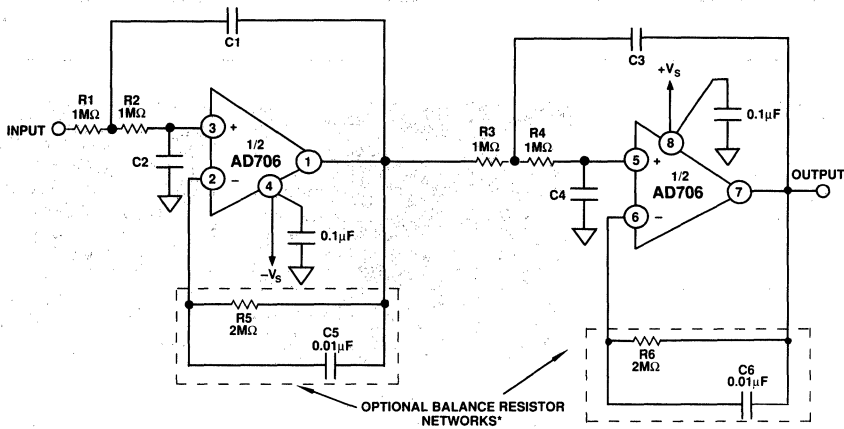 C1
C3
+VS
R1
1MΩ
R2
1MΩ
INPUT
3
+
1/2
AD706
1
C2
2
−
4
0.1µF
−VS
R3
1MΩ
R4
1MΩ
8
0.1µF
5
+
1/2
AD706
7
OUTPUT
C4
6
−
R5
2MΩ
C5
0.01µF
R6
2MΩ
C6
0.01µF
OPTIONAL BALANCE RESISTOR
NETWORKS*